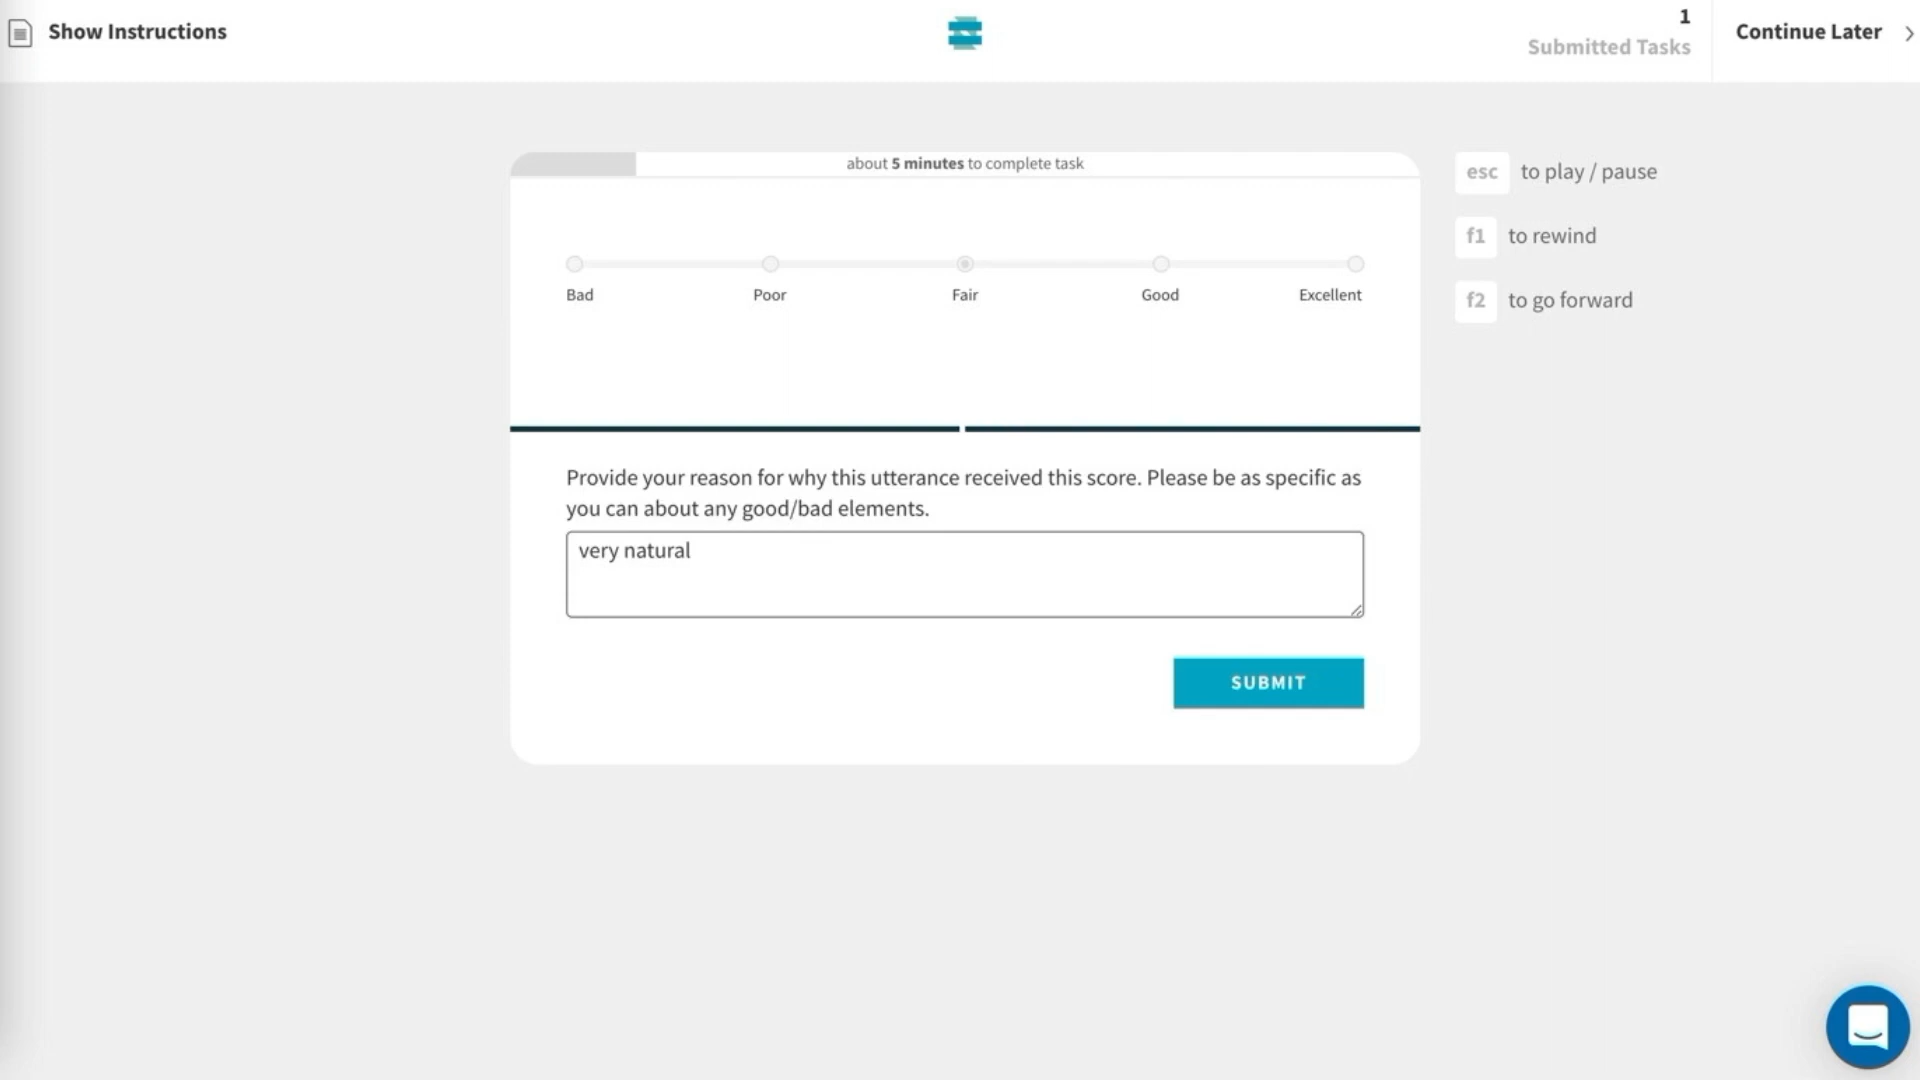 Show Instructions
1
Submitted Tasks
Continue Later
about 5 minutes to complete task
Bad
Poor
Fair
Good
Excellent
esc to play / pause
f1 to rewind
f2 to go forward
Provide your reason for why this utterance received this score. Please be as specific as
you can about any good/bad elements.
very natural
SUBMIT